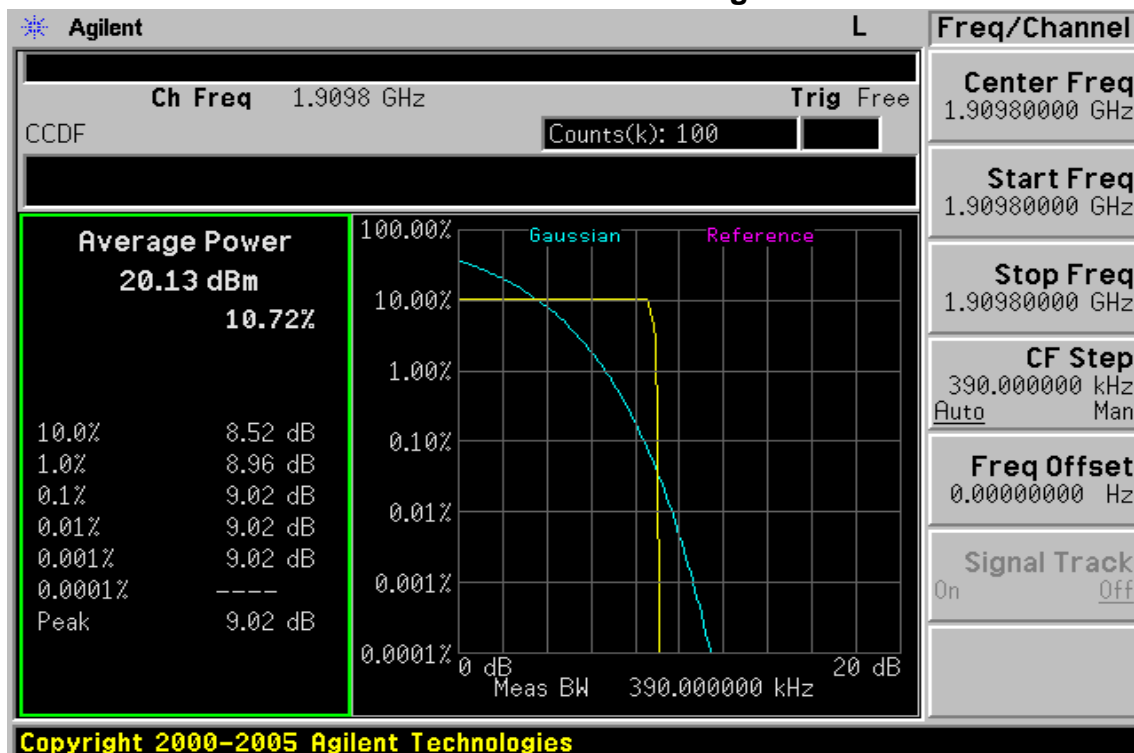 Agilent L
Freq/Channel
Ch Freq 1.9098 GHz Trig Free
CCDF Counts(k): 100
Average Power
20.13 dBm
10.72%
10.0% 8.52 dB
1.0% 8.96 dB
0.1% 9.02 dB
0.01% 9.02 dB
0.001% 9.02 dB
0.0001% ----
Peak 9.02 dB
Gaussian Reference
100.00%
10.00%
1.00%
0.10%
0.01%
0.001%
0.0001%
0 dB 20 dB
Meas BW 390.000000 kHz
Center Freq
1.90980000 GHz
Start Freq
1.90980000 GHz
Stop Freq
1.90980000 GHz
CF Step
390.000000 kHz
Auto Man
Freq Offset
0.00000000 Hz
Signal Track
On Off
Copyright 2000-2005 Agilent Technologies